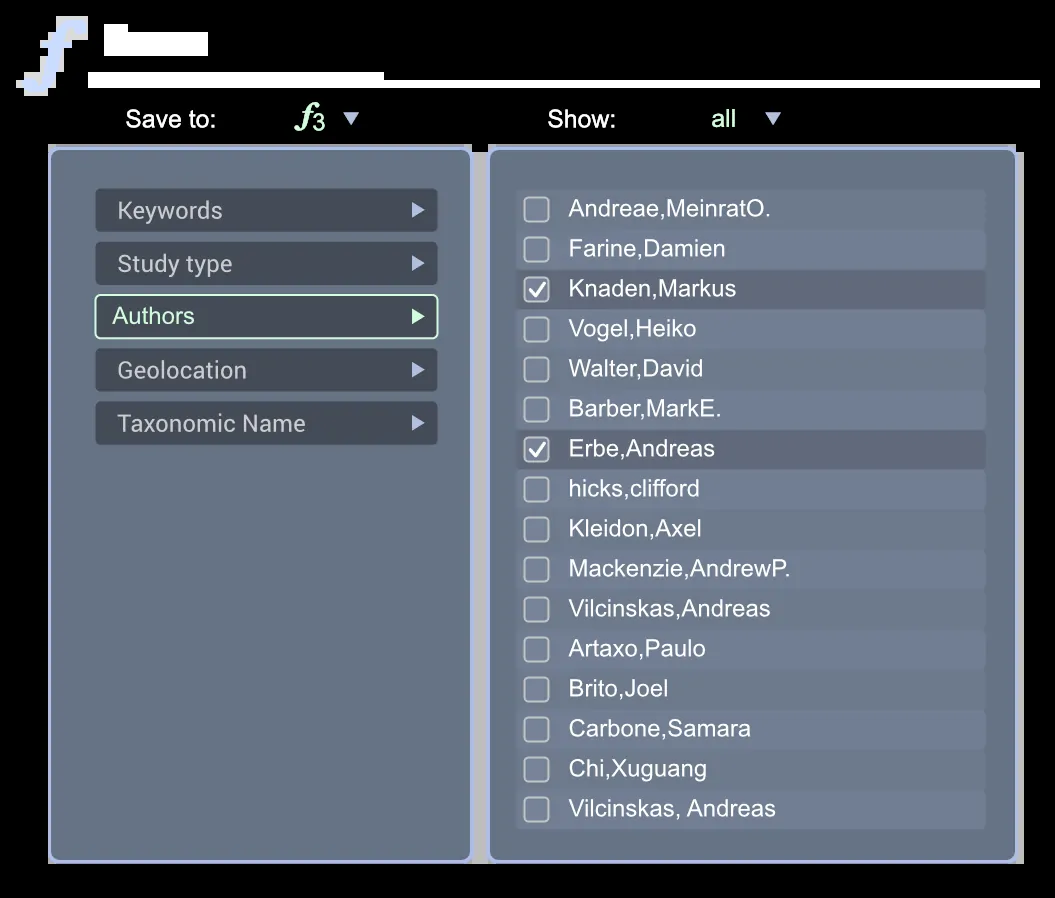 Save to: f3 Show: all
Keywords
Study type
Authors
Geolocation
Taxonomic Name
Andreae,MeinratO.
Farine,Damien
Knaden,Markus
Vogel,Heiko
Walter,David
Barber,MarkE.
Erbe,Andreas
hicks,clifford
Kleidon,Axel
Mackenzie,AndrewP.
Vilcinskas,Andreas
Artaxo,Paulo
Brito,Joel
Carbone,Samara
Chi,Xuguang
Vilcinskas, Andreas